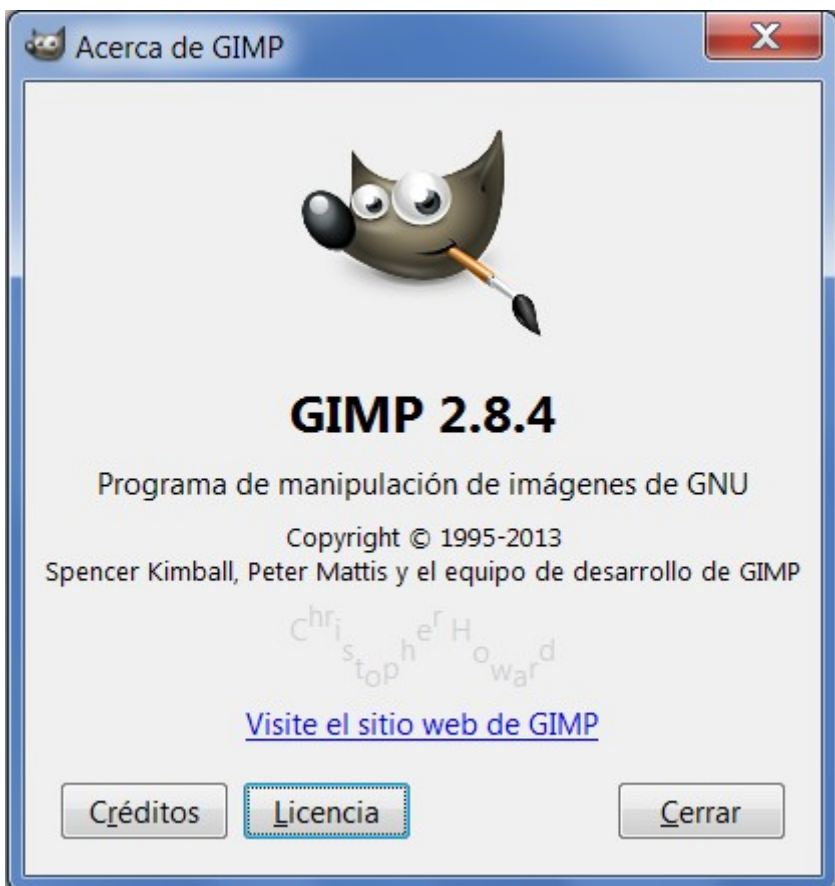 Acerca de GIMP
GIMP 2.8.4
Programa de manipulación de imágenes de GNU
Copyright © 1995-2013
Spencer Kimball, Peter Mattis y el equipo de desarrollo de GIMP
Christopher Howard
Visite el sitio web de GIMP
Créditos Licencia Cerrar